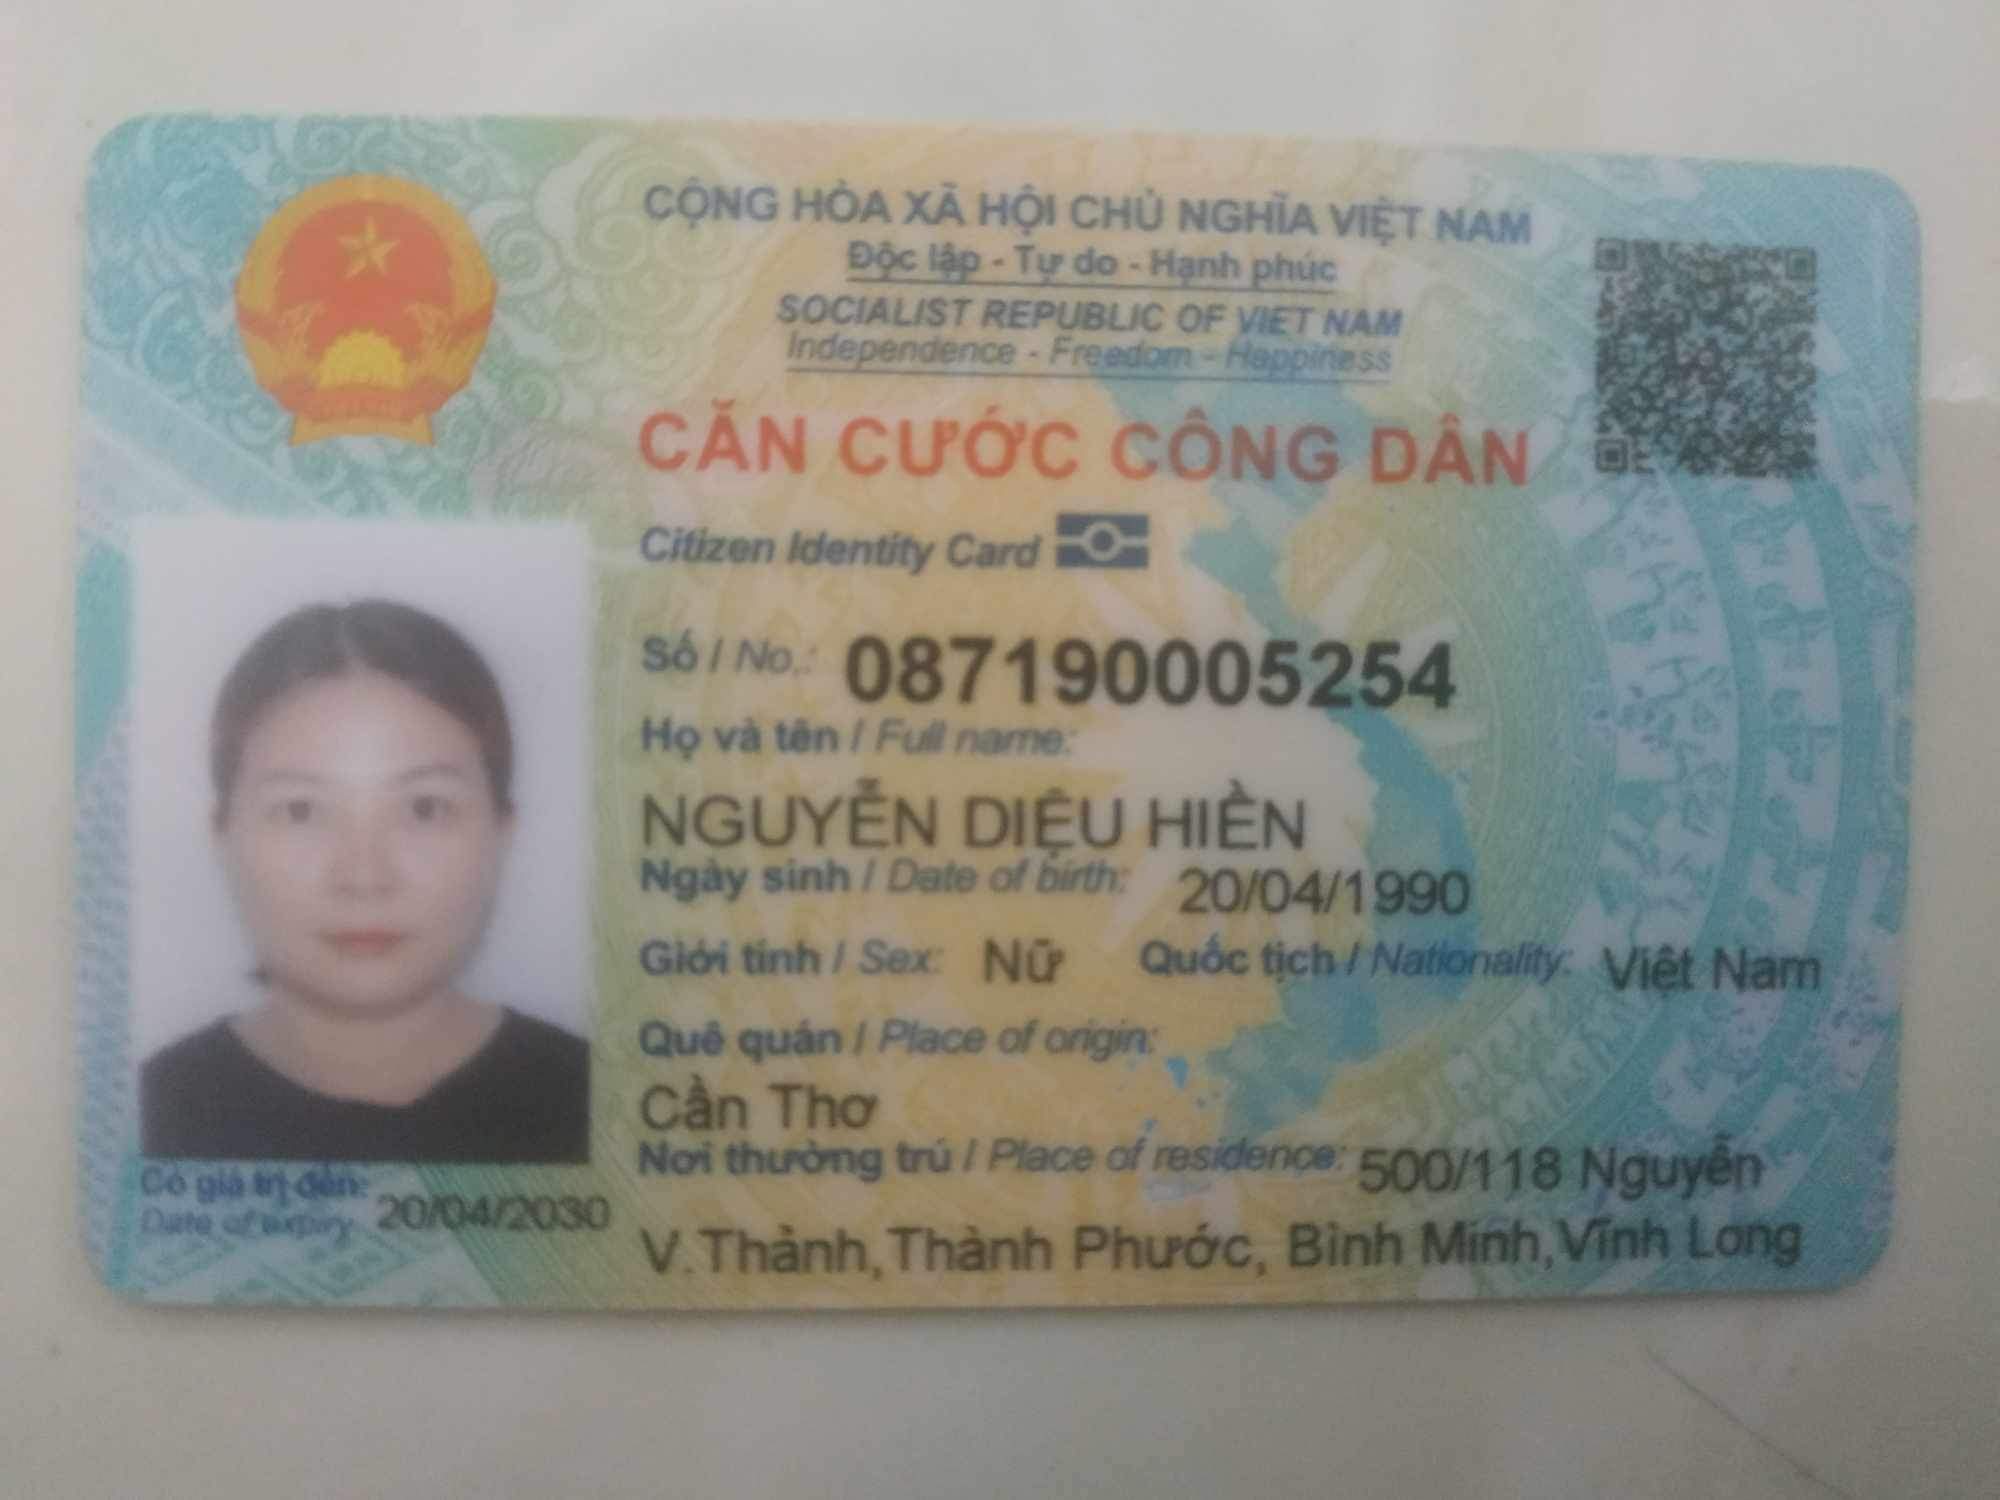 CỘNG HÒA XÃ HỘI CHỦ NGHĨA VIỆT NAM
Độc lập - Tự do - Hạnh phúc
SOCIALIST REPUBLIC OF VIET NAM
Independence - Freedom - Happiness
CĂN CƯỚC CÔNG DÂN
Citizen Identity Card
Số / No.: 087190005254
Họ và tên / Full name:
NGUYỄN DIỆU HIỀN
Ngày sinh / Date of birth: 20/04/1990
Giới tính / Sex: Nữ Quốc tịch / Nationality: Việt Nam
Quê quán / Place of origin:
Cần Thơ
Nơi thường trú / Place of residence: 500/118 Nguyễn
V.Thảnh,Thành Phước, Bình Minh,Vĩnh Long
Có giá trị đến: 20/04/2030
Date of expiry